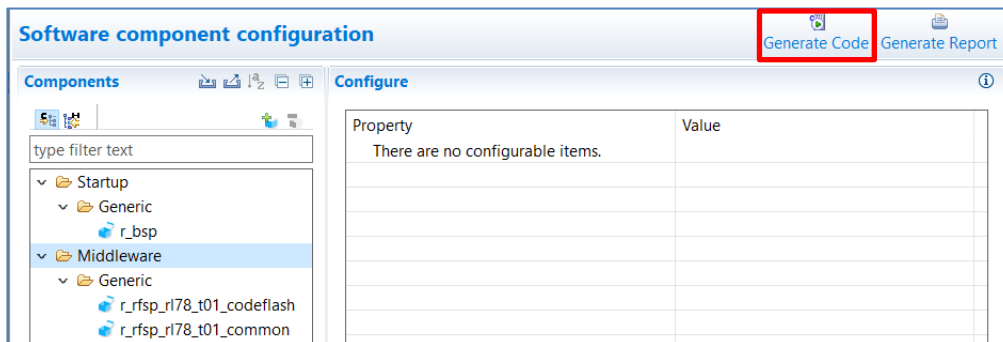 Software component configuration
Generate Code Generate Report
Components
Configure
type filter text
Startup
Generic
r_bsp
Middleware
Generic
r_rfsp_rl78_t01_codeflash
r_rfsp_rl78_t01_common
Property Value
There are no configurable items.